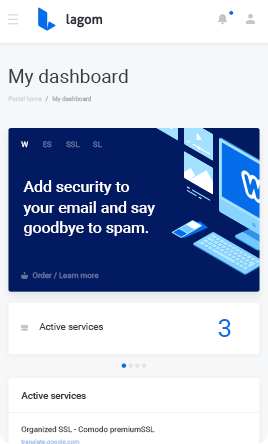 lagom
My dashboard
Portal home / My dashboard
W ES SSL SL
Add security to
your email and say
goodbye to spam.
Order / Learn more
Active services 3
Active services
Organized SSL - Comodo premiumSSL
translate.google.com